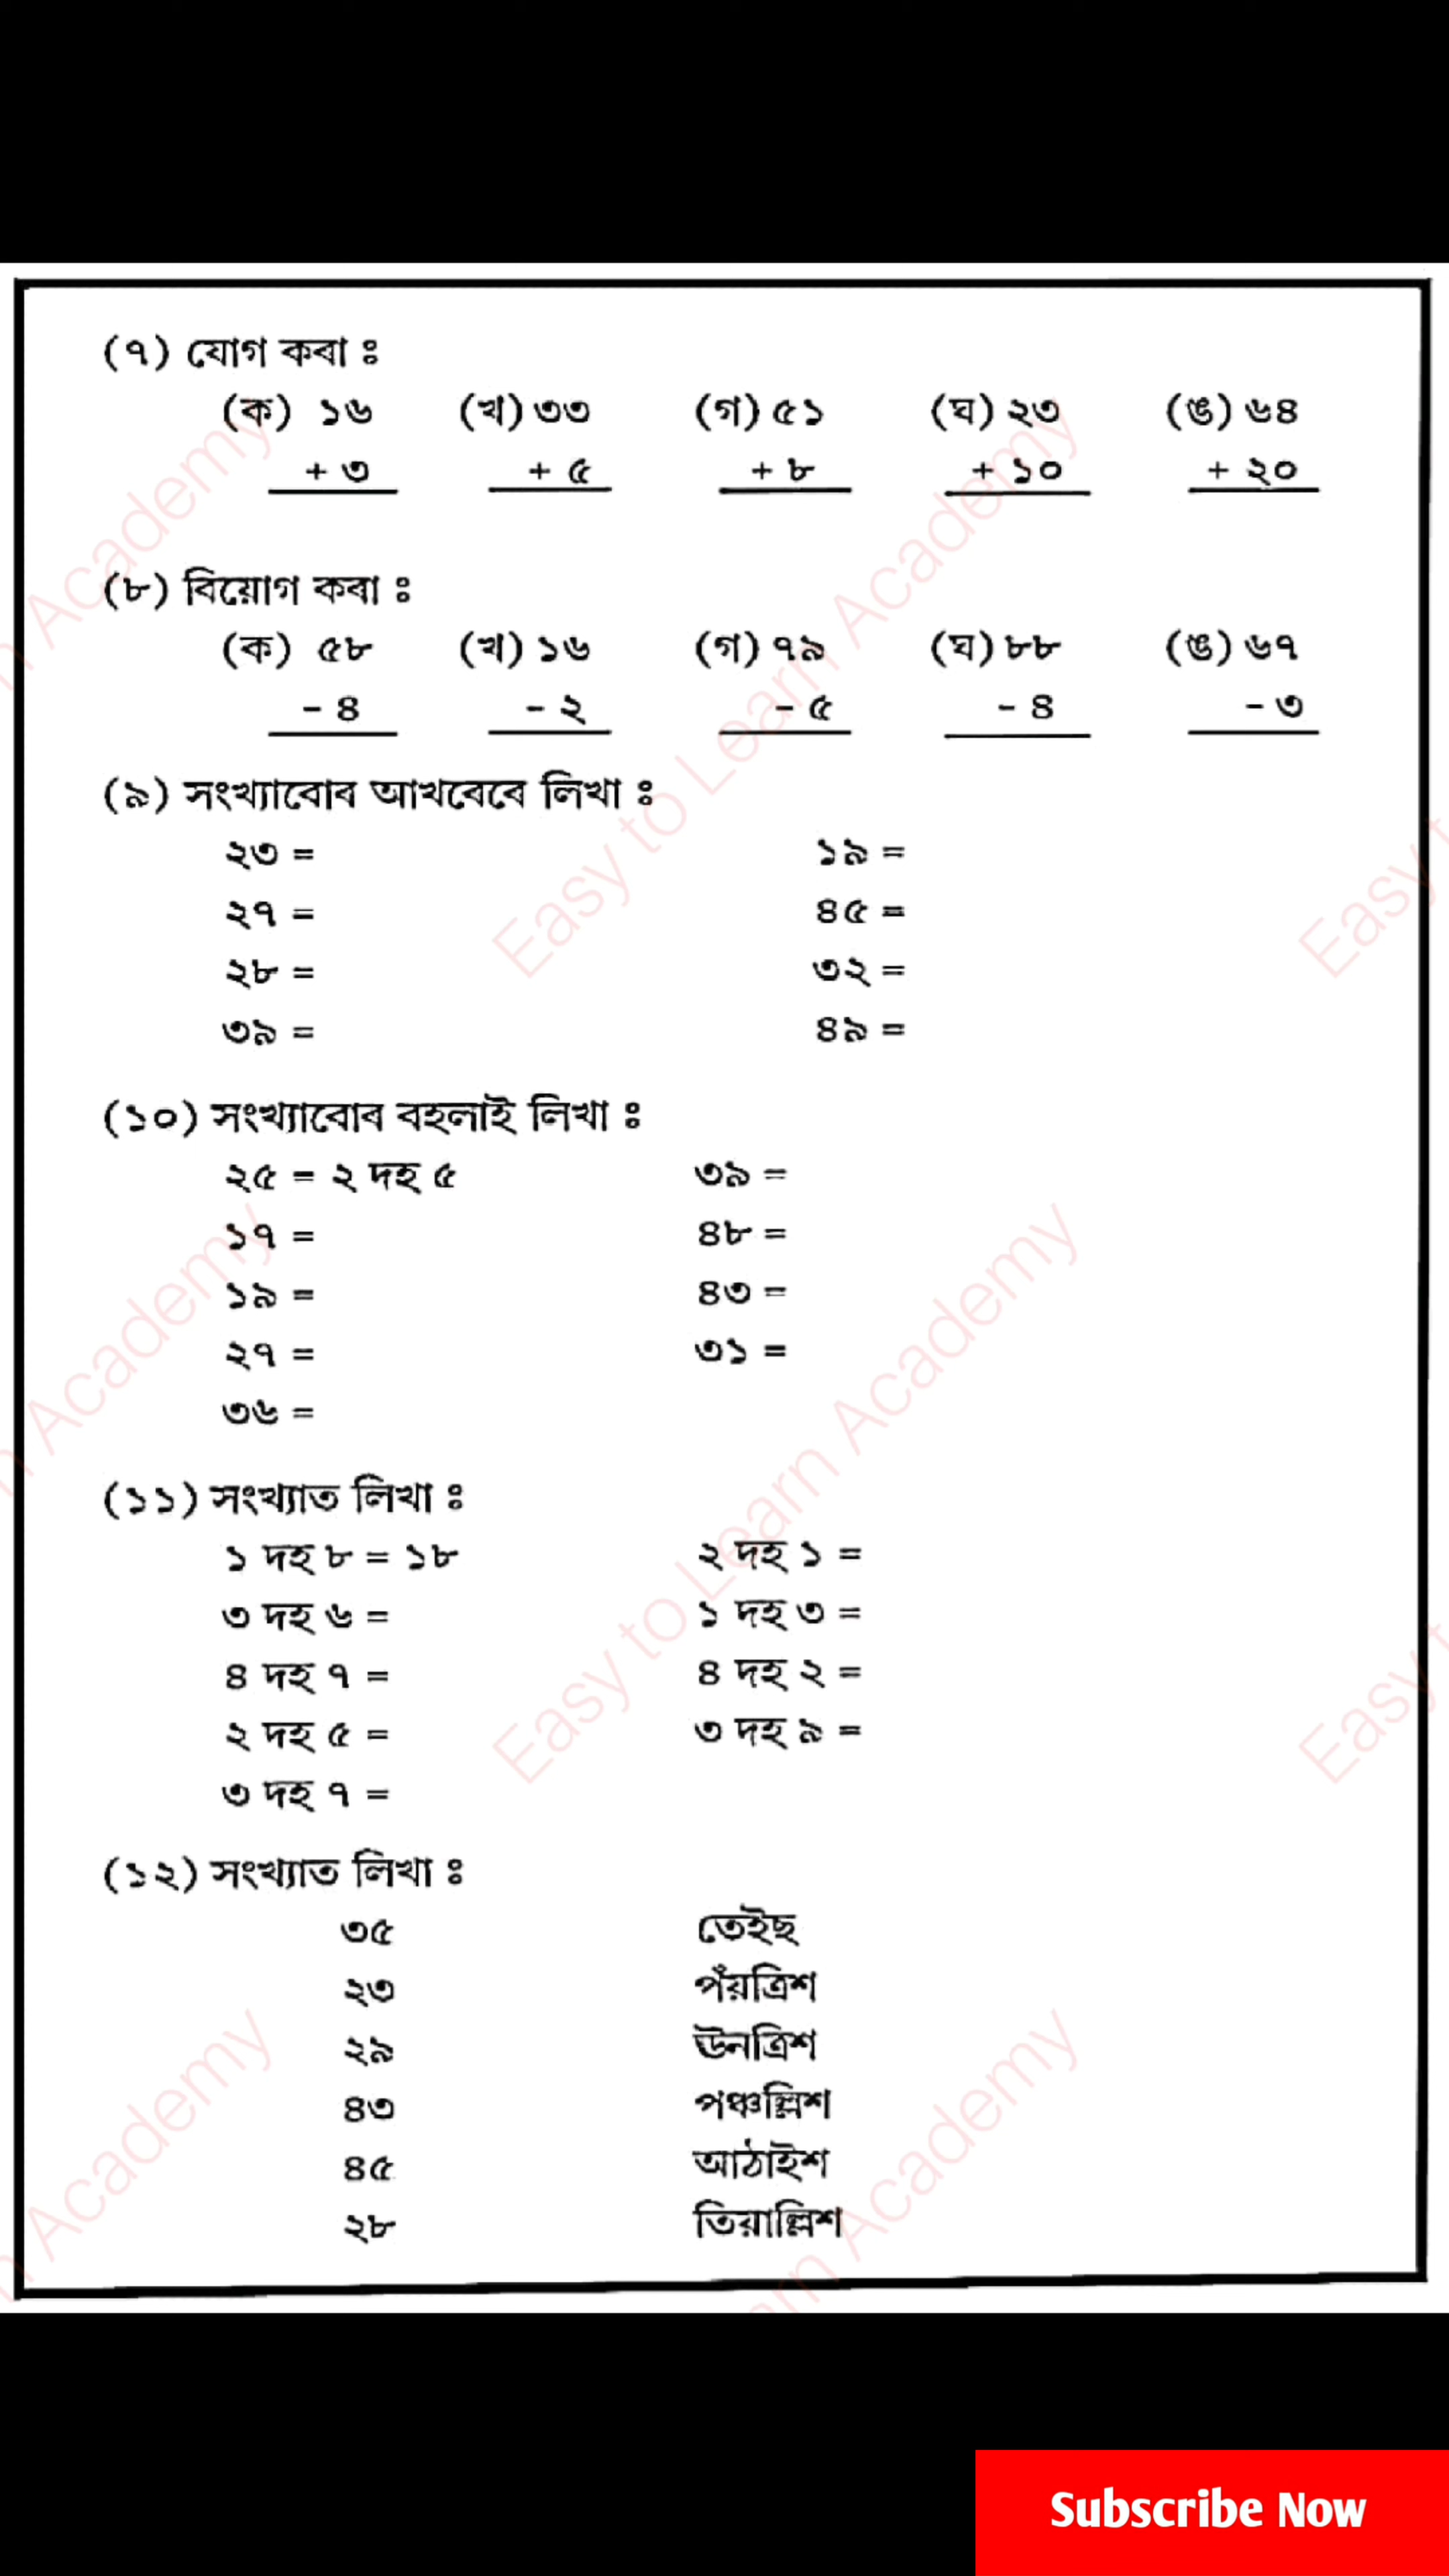 (৭) যোগ কৰা ঃ
(ক) ১৬ (খ) ৩৩ (গ) ৫১ (ঘ) ২৩ (ঙ) ৬৪
+ ৩ + ৫ + ৮ + ১০ + ২০
(৮) বিয়োগ কৰা ঃ
(ক) ৫৮ (খ) ১৬ (গ) ৭৯ (ঘ) ৮৮ (ঙ) ৬৭
- ৪ - ২ - ৫ - ৪ - ৩
(৯) সংখ্যাবোৰ আখৰেৰে লিখা ঃ
২৩ = ১৯ =
২৭ = ৪৫ =
২৮ = ৩২ =
৩৯ = ৪৯ =
(১০) সংখ্যাবোৰ বহলাই লিখা ঃ
২৫ = ২ দহ ৫ ৩৯ =
১৭ = ৪৮ =
১৯ = ৪৩ =
২৭ = ৩১ =
৩৬ =
(১১) সংখ্যাত লিখা ঃ
১ দহ ৮ = ১৮ ২ দহ ১ =
৩ দহ ৬ = ১ দহ ৩ =
৪ দহ ৭ = ৪ দহ ২ =
২ দহ ৫ = ৩ দহ ৯ =
৩ দহ ৭ =
(১২) সংখ্যাত লিখা ঃ
৩৫ তেইছ
২৩ পঁয়ত্ৰিশ
২৯ ঊনত্ৰিশ
৪৩ পঞ্চল্লিশ
৪৫ আঠাইশ
২৮ তিয়াল্লিশ
Easy to Learn Academy
Subscribe Now